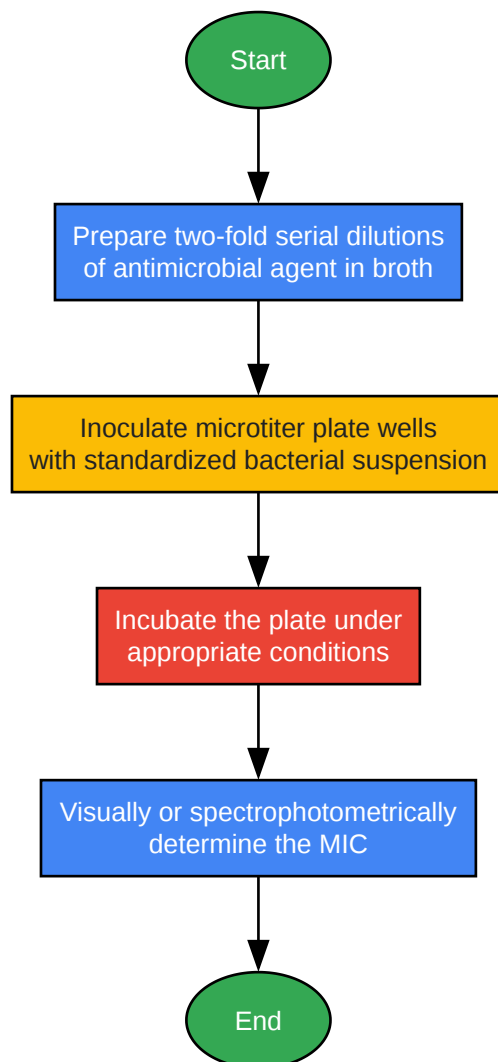 Start
Prepare two-fold serial dilutions
of antimicrobial agent in broth
Inoculate microtiter plate wells
with standardized bacterial suspension
Incubate the plate under
appropriate conditions
Visually or spectrophotometrically
determine the MIC
End